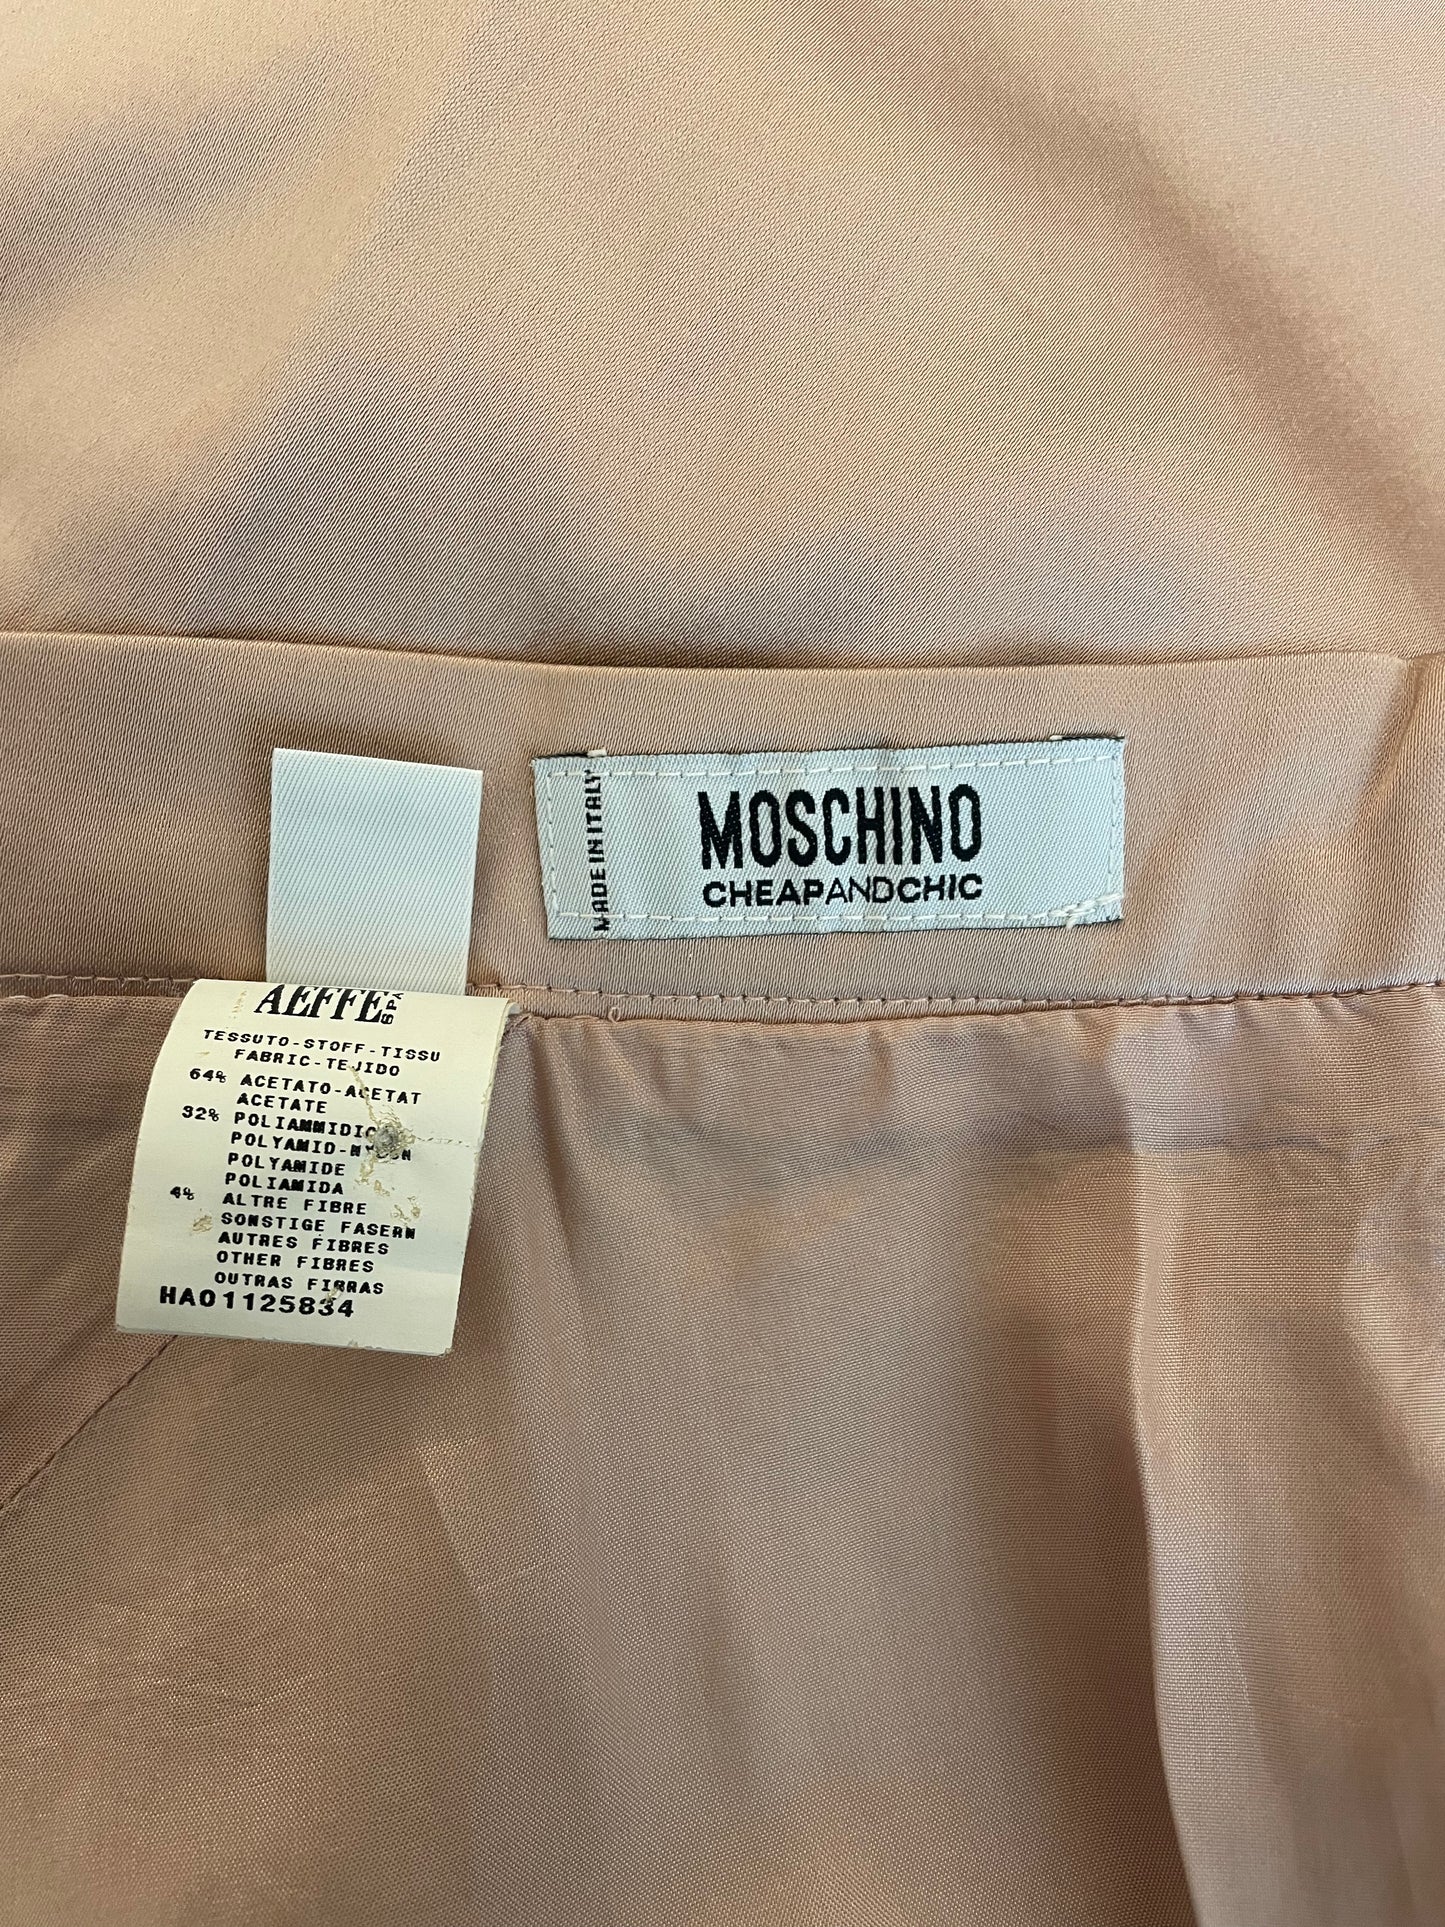 MADE IN ITALY
MOSCHINO
CHEAPANDCHIC
AEFFE SPA
TESSUTO-STOFF-TISSU
FABRIC-TEJIDO
64% ACETATO-ACETAT
ACETATE
32% POLIAMMIDIC
POLYAMID-NYLON
POLYAMIDE
POLIAMIDA
4% ALTRE FIBRE
SONSTIGE FASERN
AUTRES FIBRES
OTHER FIBRES
OUTRAS FIBRAS
HA01125834